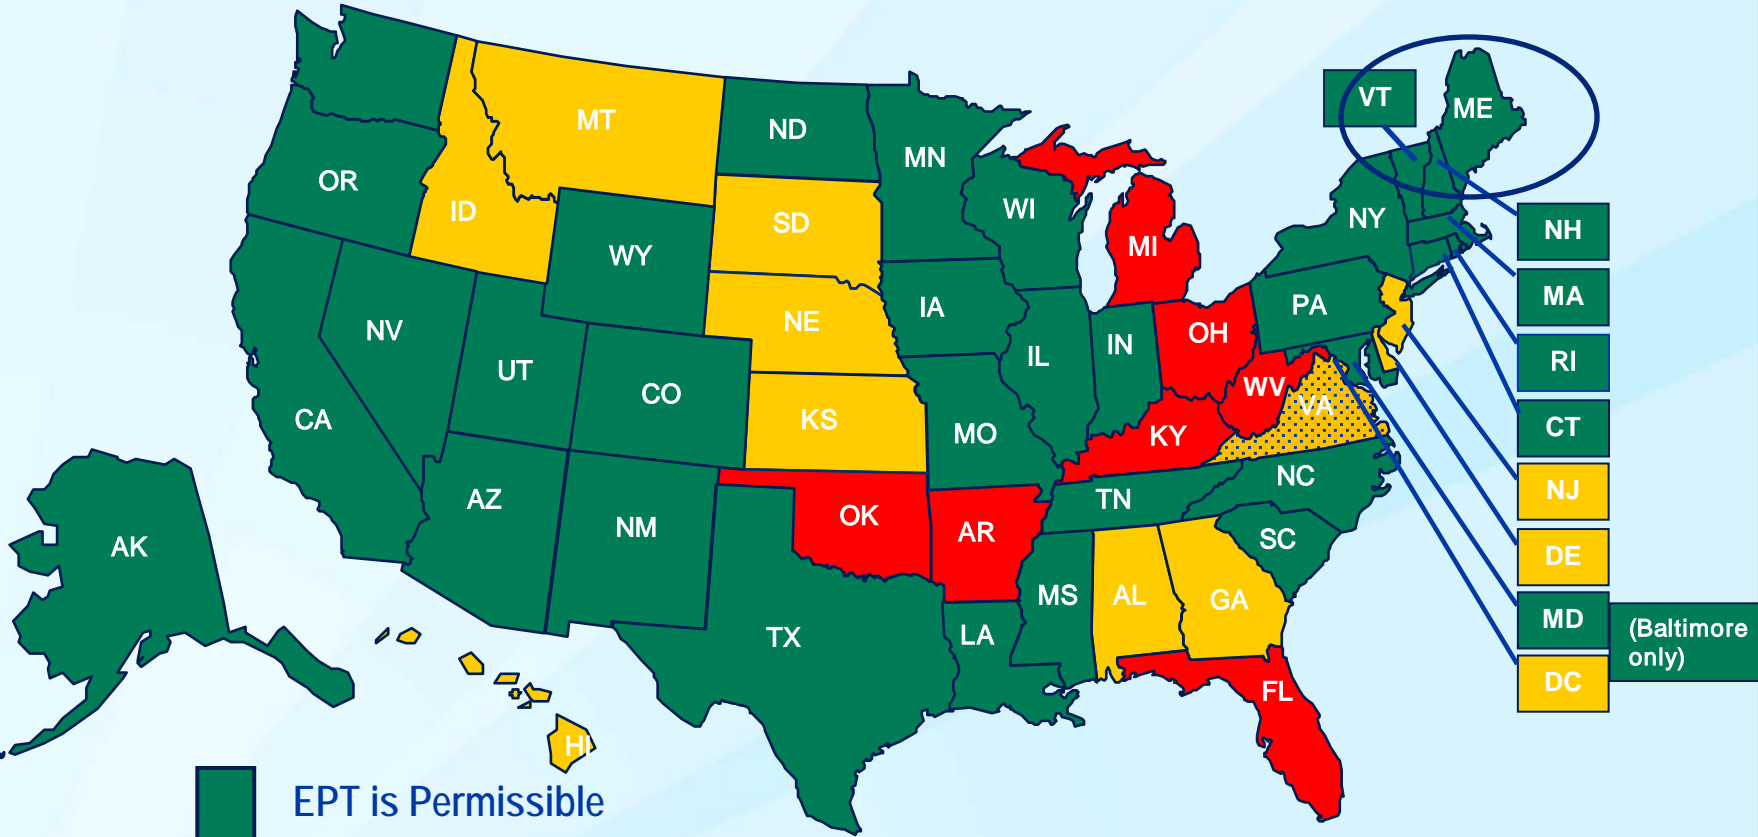 VT
ME
MT
ND
MN
OR
ID
SD
WI
NY
NH
WY
MI
MA
NE
IA
PA
NV
OH
RI
IL
IN
UT
CO
WV
VA
CA
KS
MO
KY
CT
AZ
NC
NJ
TN
NM
OK
AR
SC
AK
DE
MS
AL
GA
MD
(Baltimore
only)
TX
LA
DC
FL
HI
EPT is Permissible